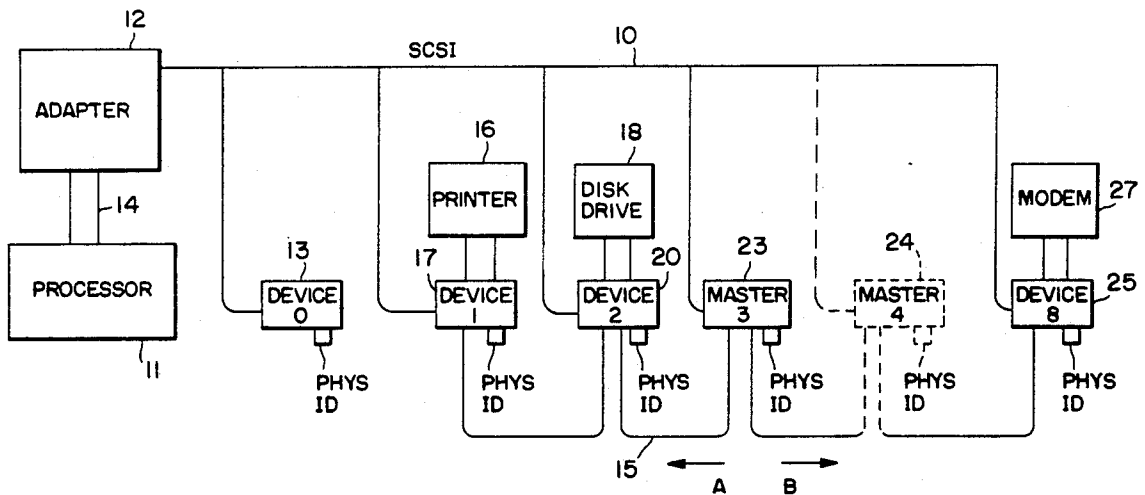 12
SCSI
10
ADAPTER
16
18
PRINTER
DISK
DRIVE
MODEM
27
14
13
17
20
23
24
25
PROCESSOR
DEVICE
0
DEVICE
1
DEVICE
2
MASTER
3
MASTER
4
DEVICE
8
11
PHYS
ID
PHYS
ID
PHYS
ID
PHYS
ID
PHYS
ID
PHYS
ID
15
A
B